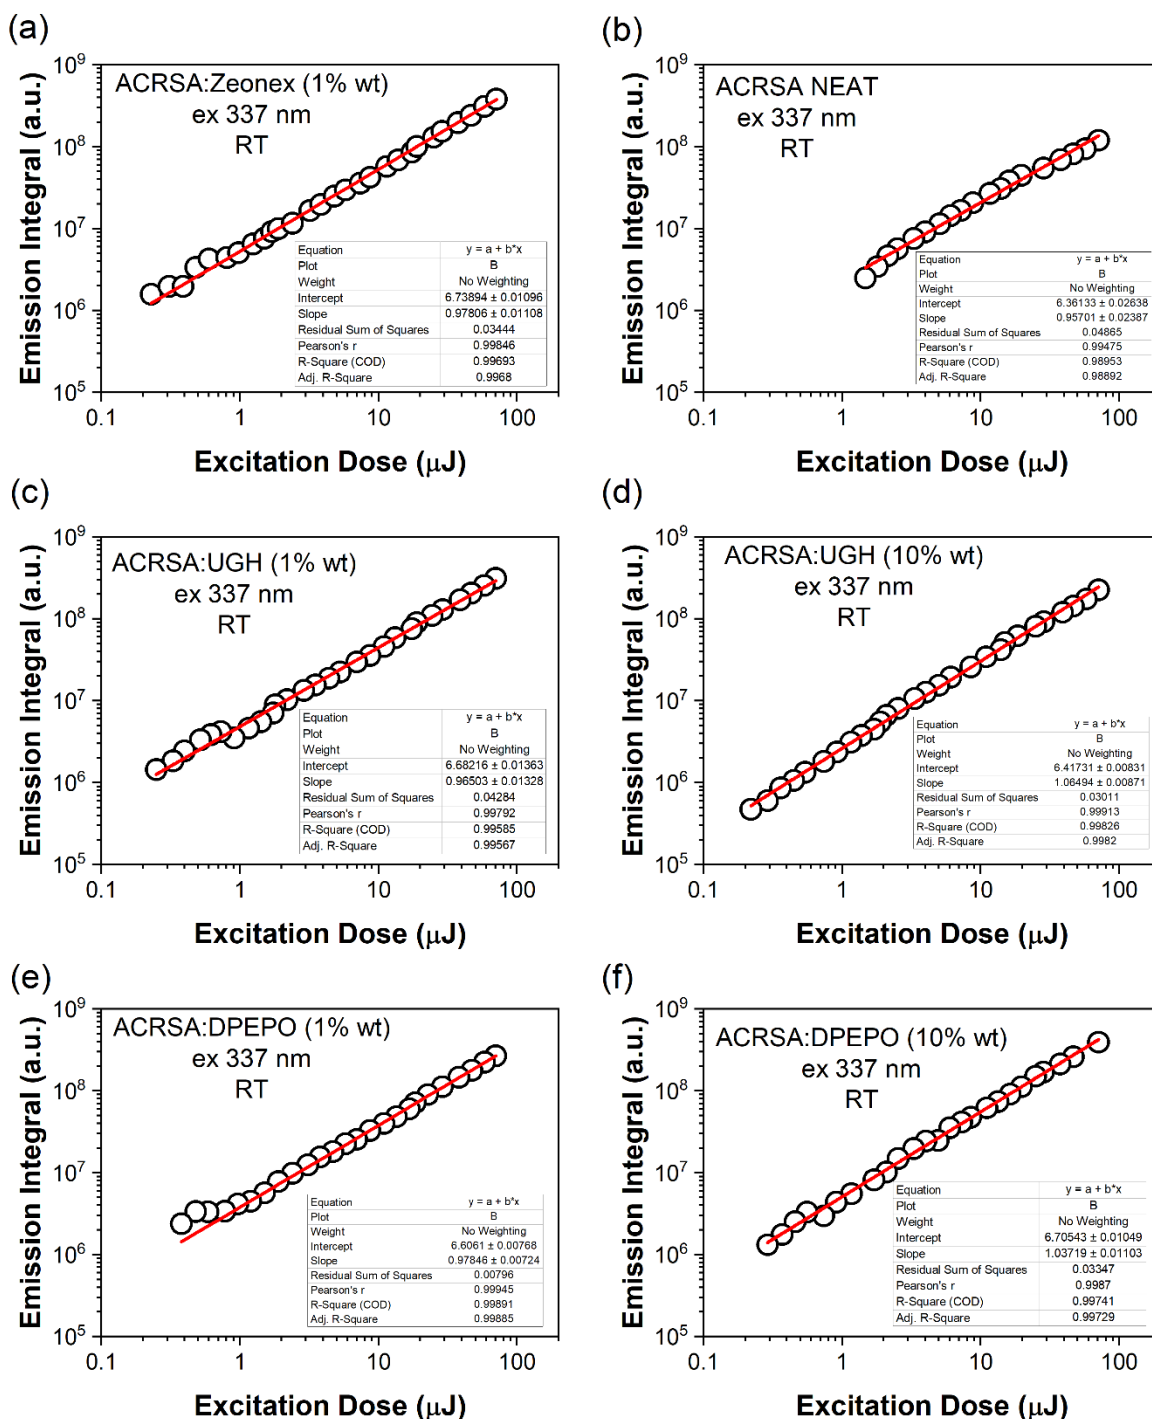 (a)
ACRSA:Zeonex (1% wt)
ex 337 nm
RT
Emission Integral (a.u.)
10⁹
10⁸
10⁷
10⁶
10⁵
Equation y = a + b*x
Plot B
Weight No Weighting
Intercept 6.73894 ± 0.01096
Slope 0.97806 ± 0.01108
Residual Sum of Squares 0.03444
Pearson's r 0.99846
R-Square (COD) 0.99693
Adj. R-Square 0.9968
0.1 1 10 100
Excitation Dose (μJ)
(b)
ACRSA NEAT
ex 337 nm
RT
Emission Integral (a.u.)
10⁹
10⁸
10⁷
10⁶
10⁵
Equation y = a + b*x
Plot B
Weight No Weighting
Intercept 6.36133 ± 0.02638
Slope 0.95701 ± 0.02387
Residual Sum of Squares 0.04865
Pearson's r 0.99475
R-Square (COD) 0.98953
Adj. R-Square 0.98892
0.1 1 10 100
Excitation Dose (μJ)
(c)
ACRSA:UGH (1% wt)
ex 337 nm
RT
Emission Integral (a.u.)
10⁹
10⁸
10⁷
10⁶
10⁵
Equation y = a + b*x
Plot B
Weight No Weighting
Intercept 6.68216 ± 0.01363
Slope 0.96503 ± 0.01328
Residual Sum of Squares 0.04284
Pearson's r 0.99792
R-Square (COD) 0.99585
Adj. R-Square 0.99567
0.1 1 10 100
Excitation Dose (μJ)
(d)
ACRSA:UGH (10% wt)
ex 337 nm
RT
Emission Integral (a.u.)
10⁹
10⁸
10⁷
10⁶
10⁵
Equation y = a + b*x
Plot B
Weight No Weighting
Intercept 6.41731 ± 0.00831
Slope 1.06494 ± 0.00871
Residual Sum of Squares 0.03011
Pearson's r 0.99913
R-Square (COD) 0.99826
Adj. R-Square 0.9982
0.1 1 10 100
Excitation Dose (μJ)
(e)
ACRSA:DPEPO (1% wt)
ex 337 nm
RT
Emission Integral (a.u.)
10⁹
10⁸
10⁷
10⁶
10⁵
Equation y = a + b*x
Plot B
Weight No Weighting
Intercept 6.6061 ± 0.00768
Slope 0.97846 ± 0.00724
Residual Sum of Squares 0.00796
Pearson's r 0.99945
R-Square (COD) 0.99891
Adj. R-Square 0.99885
0.1 1 10 100
Excitation Dose (μJ)
(f)
ACRSA:DPEPO (10% wt)
ex 337 nm
RT
Emission Integral (a.u.)
10⁹
10⁸
10⁷
10⁶
10⁵
Equation y = a + b*x
Plot B
Weight No Weighting
Intercept 6.70543 ± 0.01049
Slope 1.03719 ± 0.01103
Residual Sum of Squares 0.03347
Pearson's r 0.9987
R-Square (COD) 0.99741
Adj. R-Square 0.99729
0.1 1 10 100
Excitation Dose (μJ)